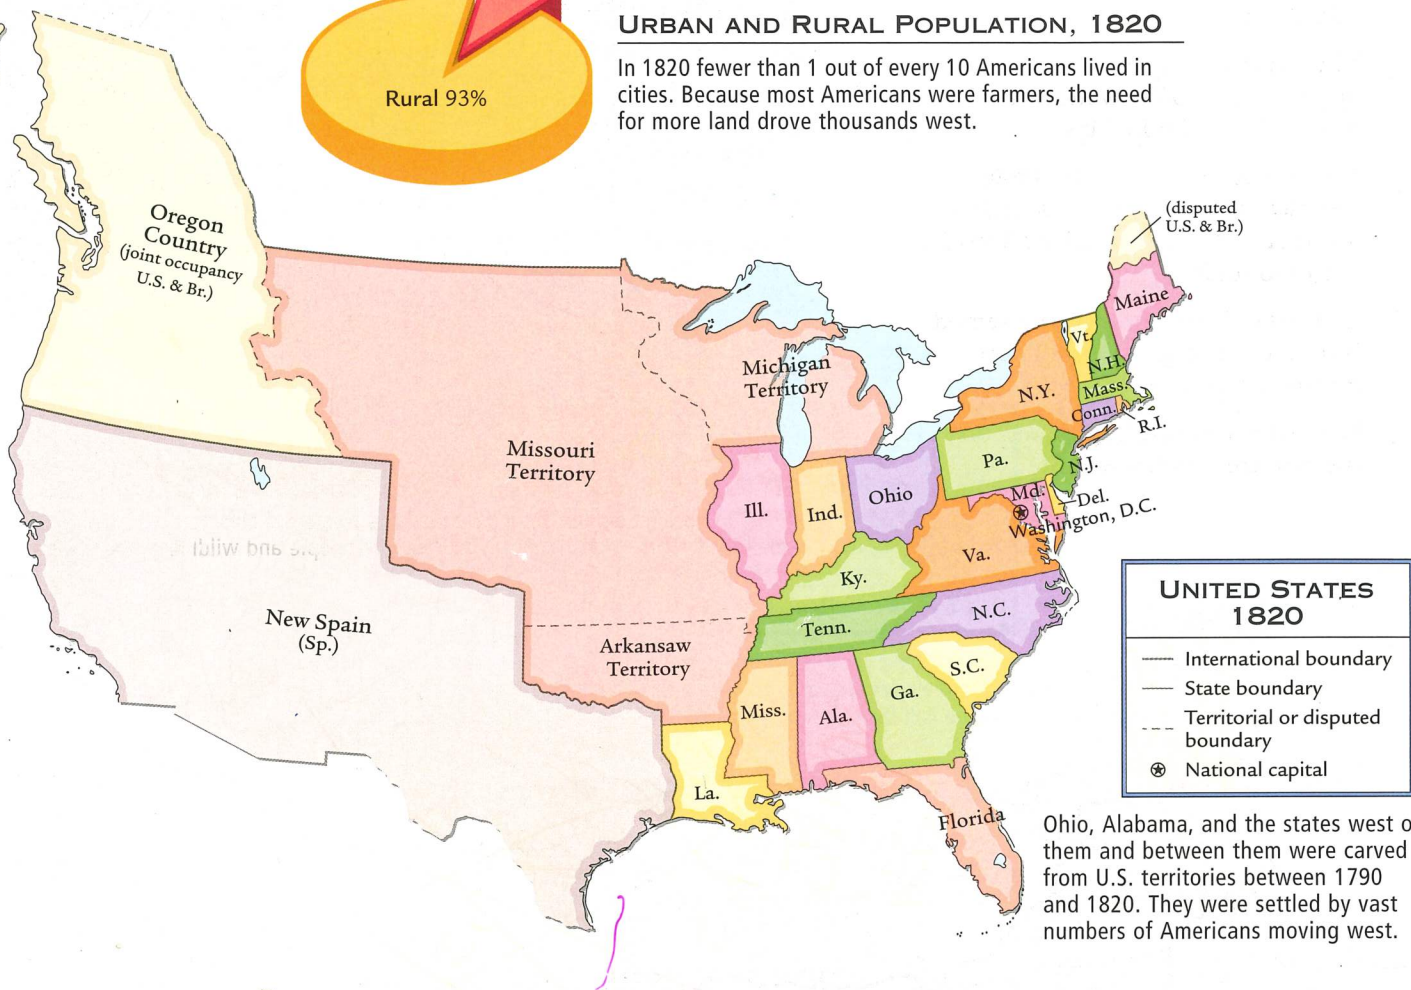 Rural 93%
URBAN AND RURAL POPULATION, 1820
In 1820 fewer than 1 out of every 10 Americans lived in
cities. Because most Americans were farmers, the need
for more land drove thousands west.
Oregon
Country
(joint occupancy
U.S. & Br.)
(disputed
U.S. & Br.)
Maine
Vt.
N.H.
Mass.
Conn.
R.I.
N.Y.
Michigan
Territory
Missouri
Territory
Pa.
N.J.
Ohio
Ill.
Ind.
Md.
Del.
Washington, D.C.
Va.
Ky.
N.C.
Tenn.
New Spain
(Sp.)
Arkansaw
Territory
S.C.
Miss.
Ala.
Ga.
La.
Florida
UNITED STATES
1820
International boundary
State boundary
Territorial or disputed
boundary
National capital
Ohio, Alabama, and the states west o
them and between them were carved
from U.S. territories between 1790
and 1820. They were settled by vast
numbers of Americans moving west.